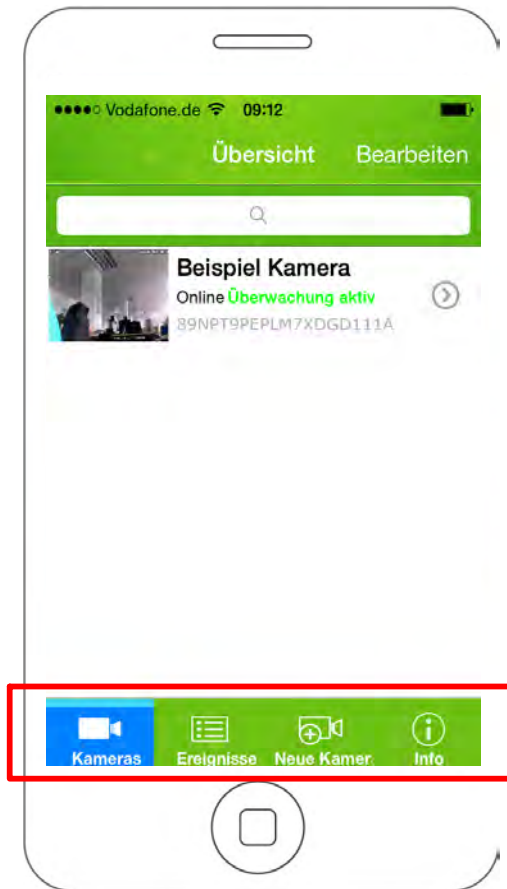 Vodafone.de 09:12
Übersicht Bearbeiten
Beispiel Kamera
Online Überwachung aktiv
89NPT9PEPLM7XDGD111A
Kameras Ereignisse Neue Kamer Info